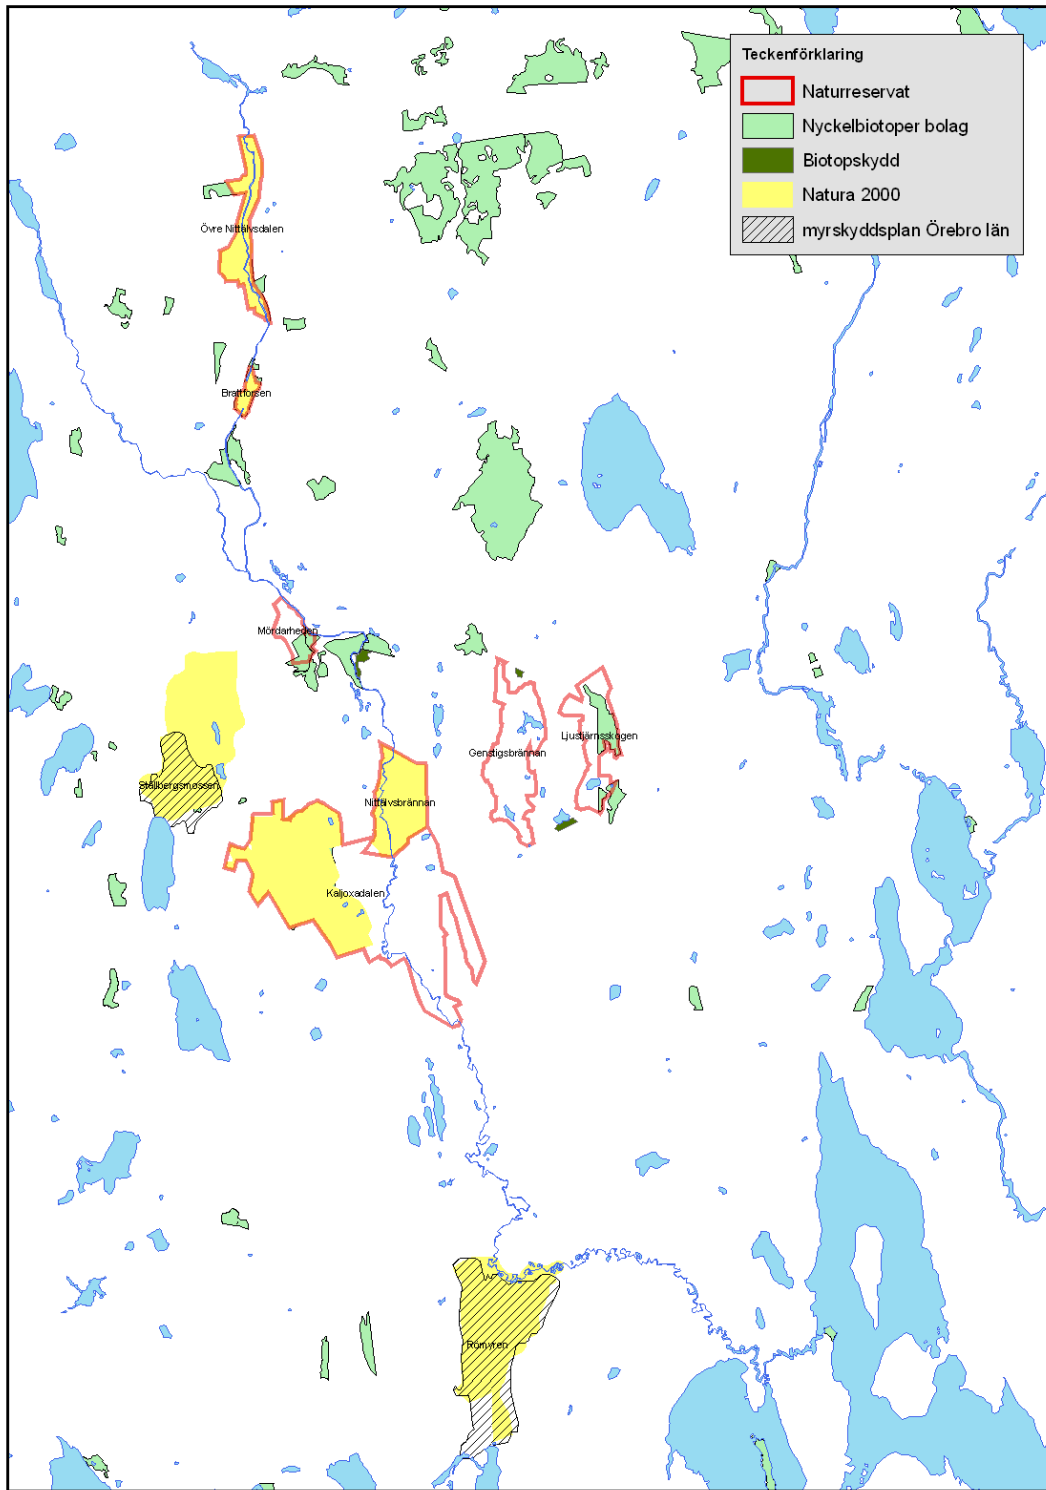 Teckenförklaring
Naturreservat
Nyckelbiotoper bolag
Biotopskydd
Natura 2000
myrskyddsplan Örebro län
Övre Nittälvsdalen
Brattforsen
Mördarheden
Genstigsbrännan
Ljustjärnsskogen
Ställbergsmossen
Nittälvsbrännan
Kaljoxadalen
Römyren